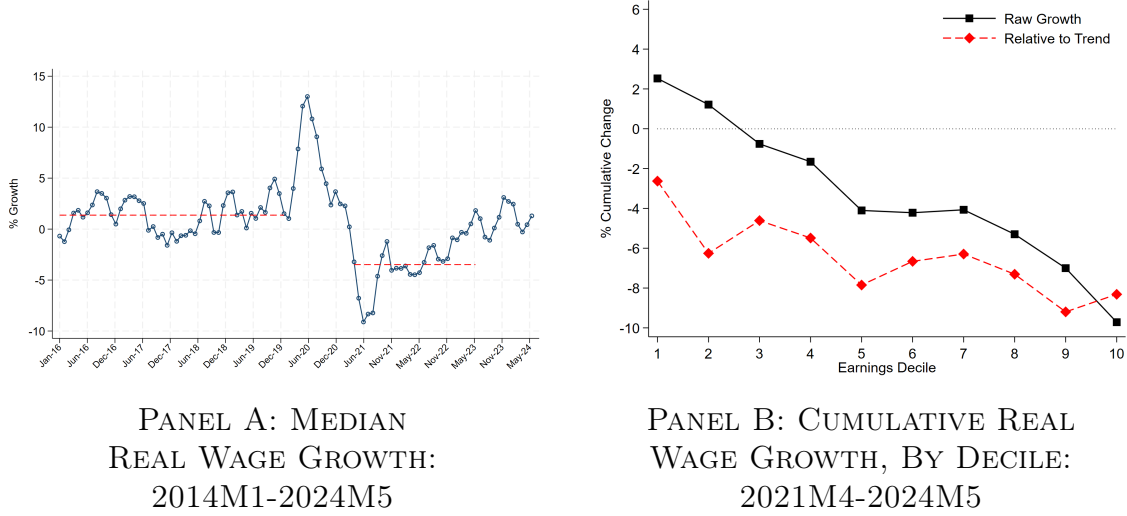 15
10
5
0
-5
-10
% Growth
Jan-16
Jun-16
Dec-16
Jun-17
Dec-17
Jun-18
Dec-18
Jun-19
Dec-19
Jun-20
Dec-20
Jun-21
Nov-21
May-22
Nov-22
May-23
Nov-23
May-24
PANEL A: MEDIAN
REAL WAGE GROWTH:
2014M1-2024M5
6
4
2
0
-2
-4
-6
-8
-10
% Cumulative Change
Raw Growth
Relative to Trend
1 2 3 4 5 6 7 8 9 10
Earnings Decile
PANEL B: CUMULATIVE REAL
WAGE GROWTH, BY DECILE:
2021M4-2024M5